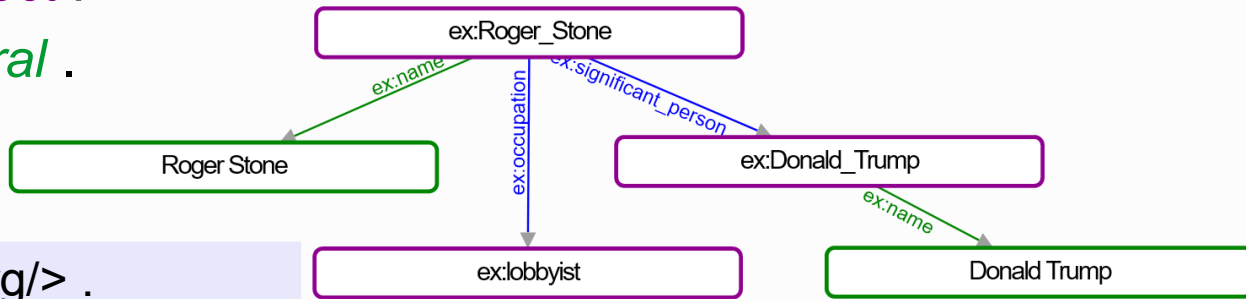 ex:Roger_Stone
ral .
ex:name
ex:occupation
ex:significant_person
Roger Stone
ex:Donald_Trump
ex:name
g/> .
ex:lobbyist
Donald Trump